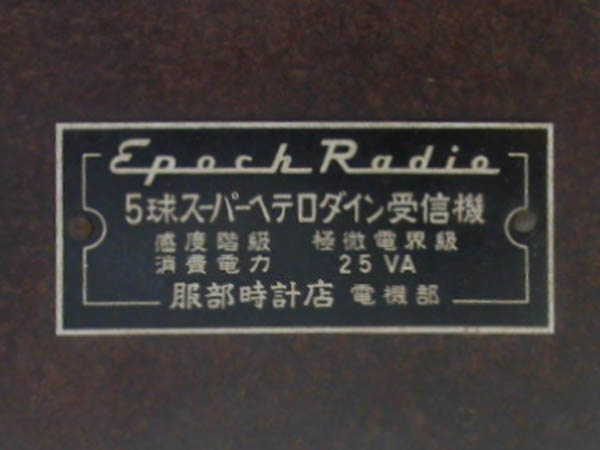 Epoch Radio
5球スーパーヘテロダイン受信機
感度階級 極微電界級
消費電力 25 VA
服部時計店 電機部